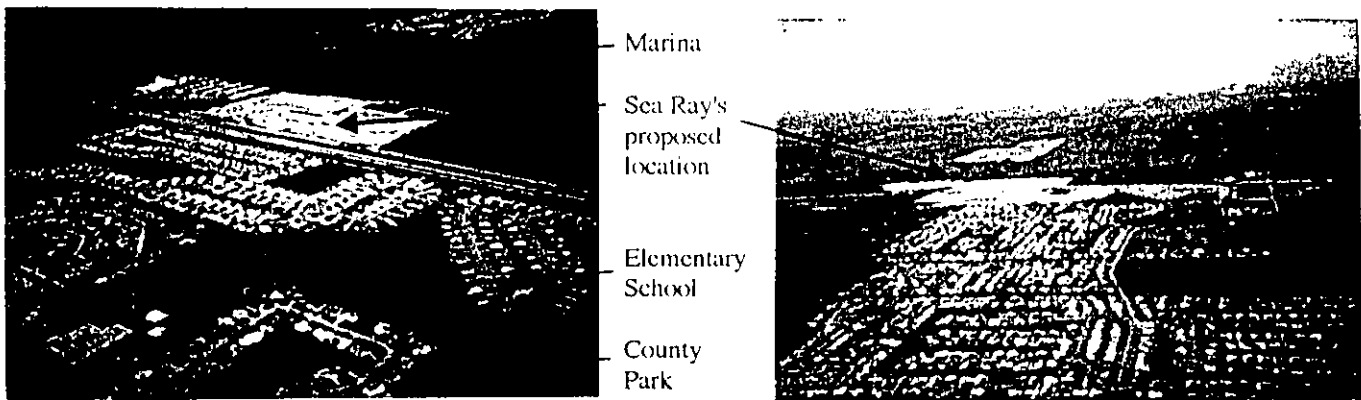 Marina
Sea Ray's
proposed
location
Elementary
School
County
Park